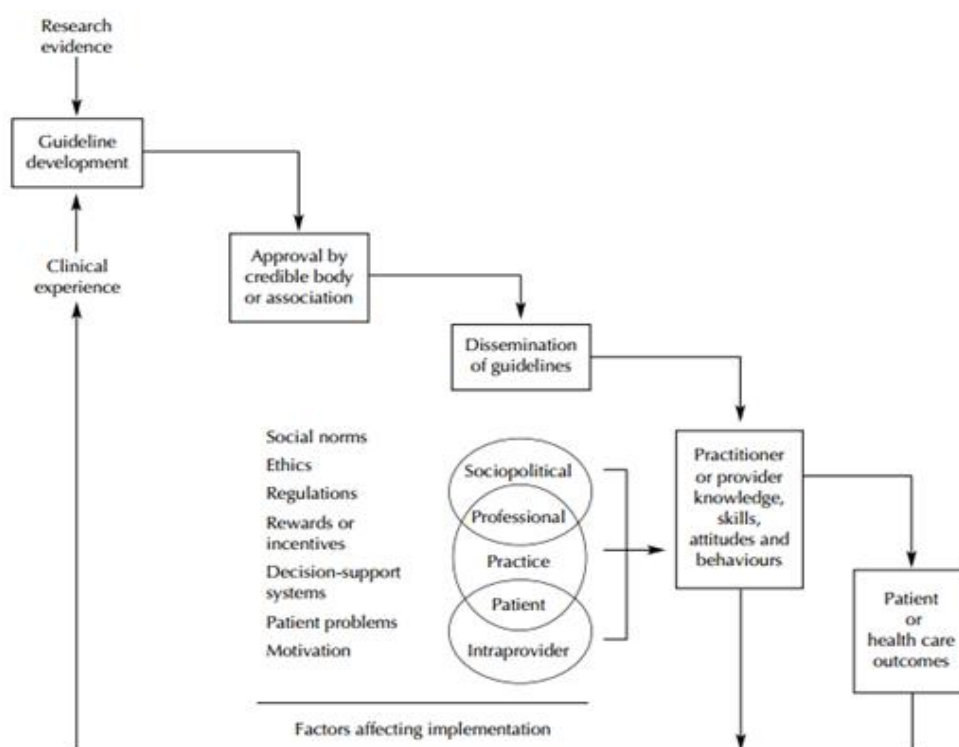 Research
evidence
Guideline
development
Clinical
experience
Approval by
credible body
or association
Dissemination
of guidelines
Social norms
Ethics
Regulations
Rewards or
incentives
Decision-support
systems
Patient problems
Motivation
Sociopolitical
Professional
Practice
Patient
Intraprovider
Practitioner
or provider
knowledge,
skills,
attitudes and
behaviours
Patient
or
health care
outcomes
Factors affecting implementation